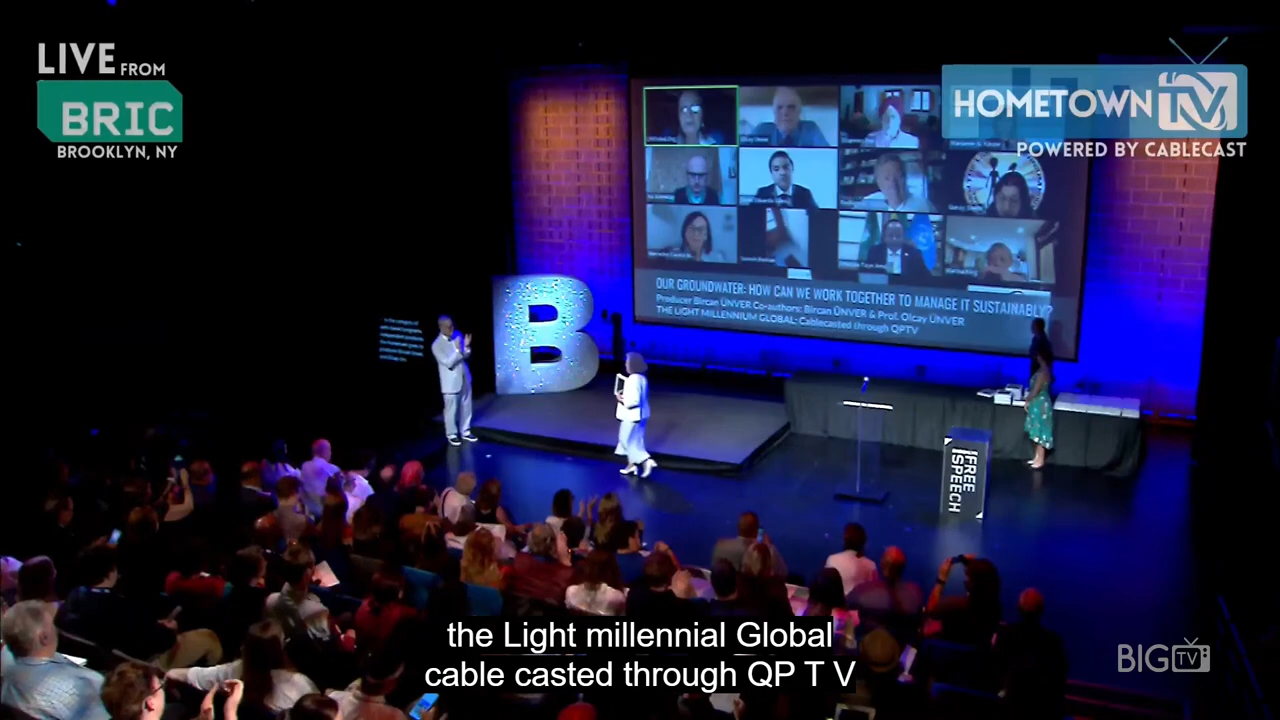 LIVE FROM
BRIC
BROOKLYN, NY
HOMETOWN TV
POWERED BY CABLECAST
OUR GROUNDWATER: HOW CAN WE WORK TOGETHER TO MANAGE IT SUSTAINABLY?
Producer Bircan ÜNVER Co-authors: Bircan ÜNVER & Prof. Olcay ÜNVER
THE LIGHT MILLENNIUM GLOBAL: Cablecasted through QPTV
B
FREE
SPEECH
the Light millennial Global
cable casted through QP T V
BIG TV